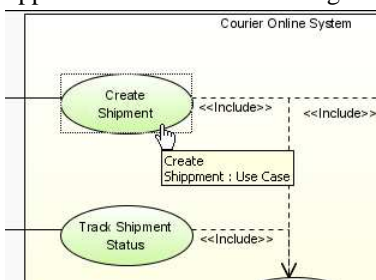 Courier Online System
Create
Shipment
<<Include>>
<<Include>>
Create
Shippment : Use Case
Track Shipment
Status
<<Include>>